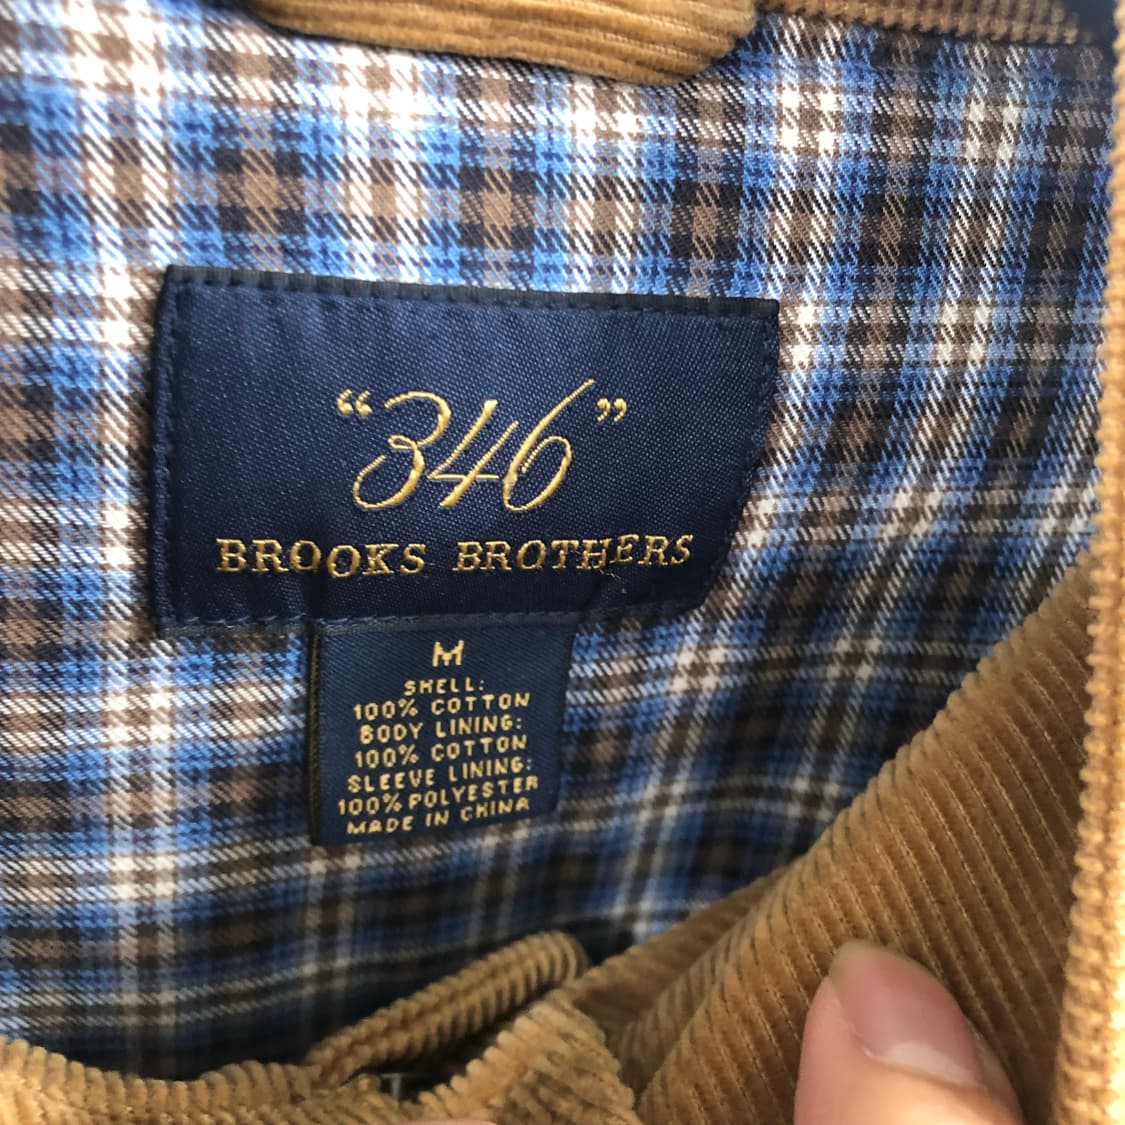 “346”
BROOKS BROTHERS
M
SHELL:
100% COTTON
BODY LINING:
100% COTTON
SLEEVE LINING:
100% POLYESTER
MADE IN CHINA